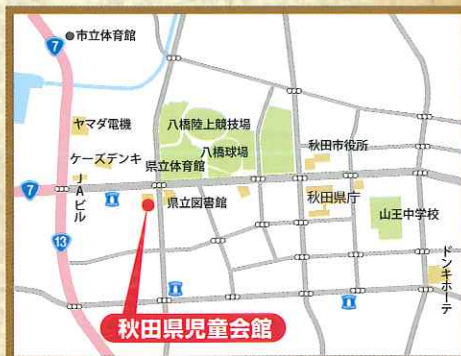 7
市立体育館
ヤマダ電機
八橋陸上競技場
ケーズデンキ
八橋球場
秋田市役所
県立体育館
7
JAビル
県立図書館
秋田県庁
山王中学校
13
ドンキホーテ
秋田県児童会館